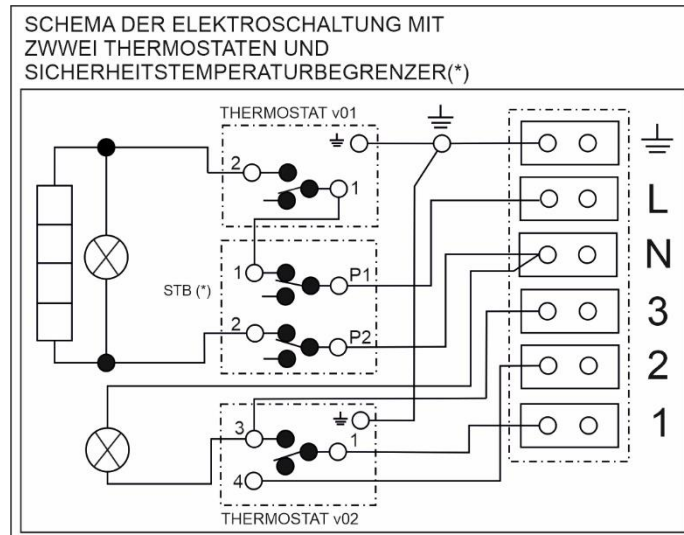 SCHEMA DER ELEKTROSCHALTUNG MIT
ZWWEI THERMOSTATEN UND
SICHERHEITSTEMPERATURBEGRENZER(*)
THERMOSTAT v01
2
1
L
1
P1
N
STB (*)
2
P2
3
2
3
1
1
4
THERMOSTAT v02